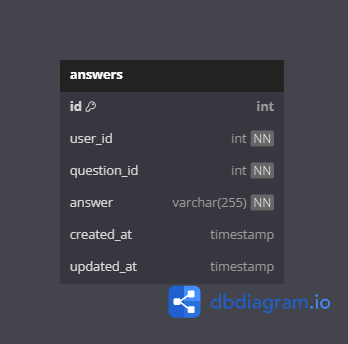 answers
id int
user_id int NN
question_id int NN
answer varchar(255) NN
created_at timestamp
updated_at timestamp
dbdiagram.io